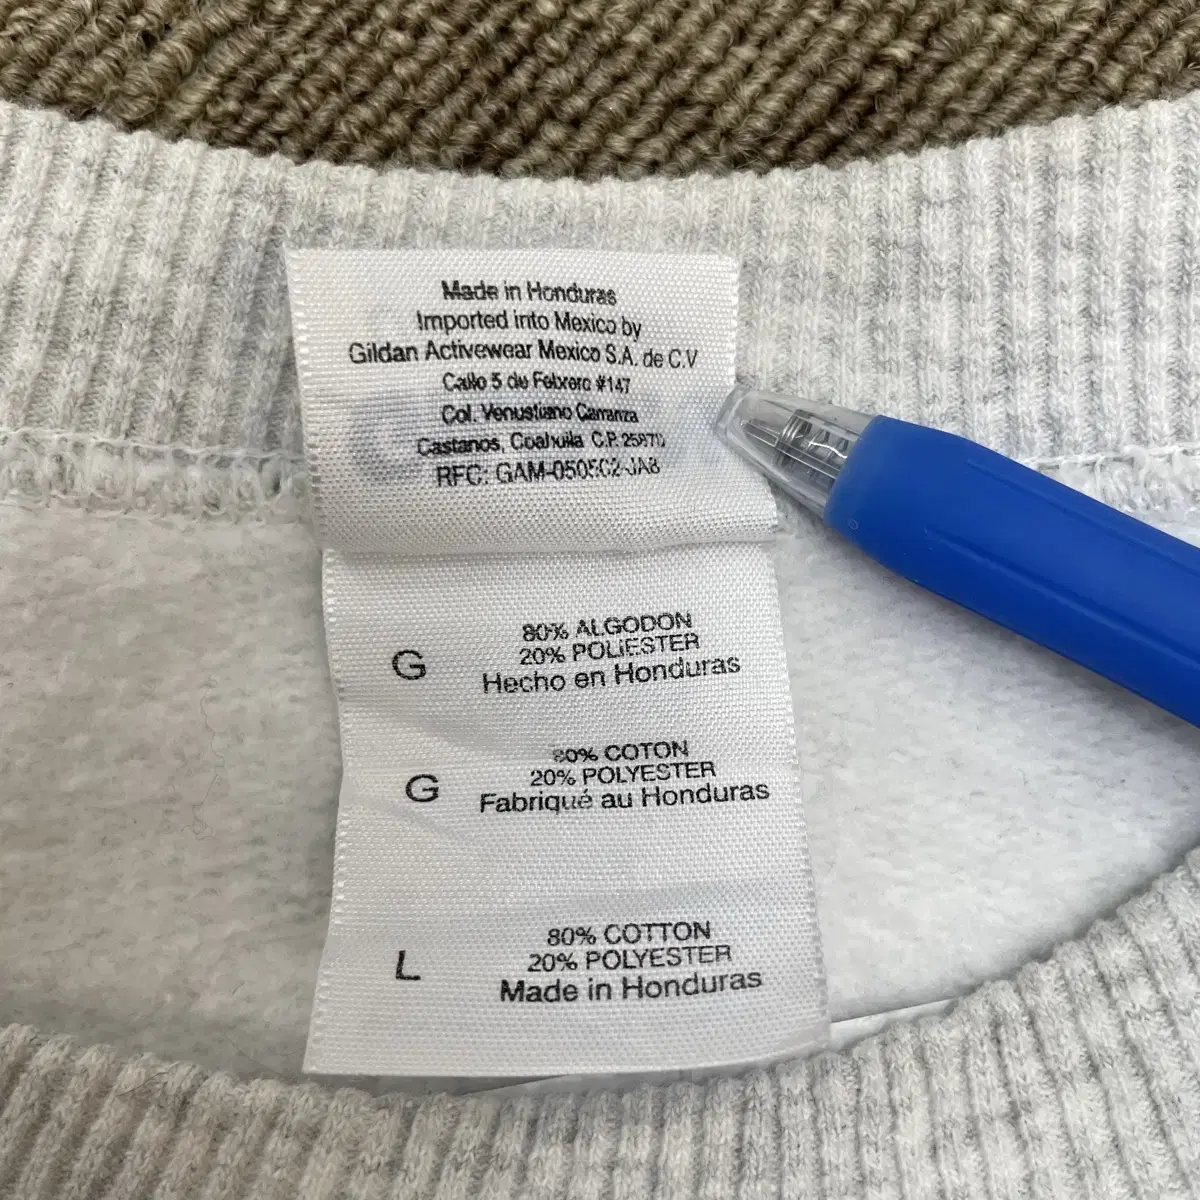 Made in Honduras
Imported into Mexico by
Gildan Activewear Mexico S.A. de C.V
Calle 5 de Febrero #147
Col. Venustiano Carranza
Castanos, Coahuila C.P. 25870
RFC: GAM-050502-JA8
G
80% ALGODON
20% POLIESTER
Hecho en Honduras
G
80% COTON
20% POLYESTER
Fabriqué au Honduras
L
80% COTTON
20% POLYESTER
Made in Honduras